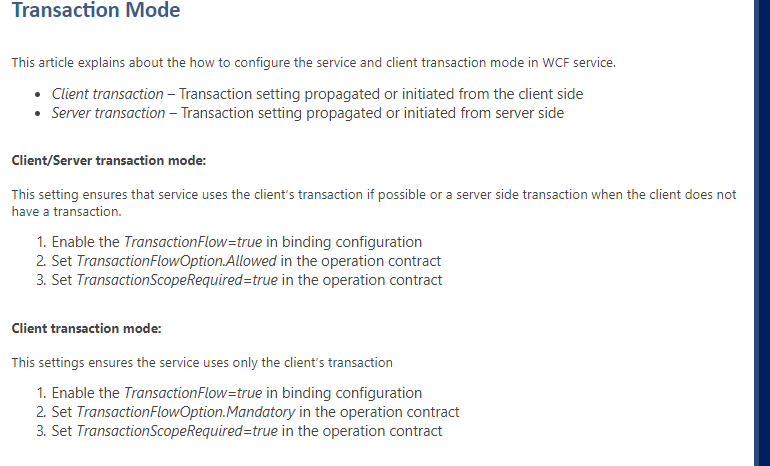 Transaction Mode
This article explains about the how to configure the service and client transaction mode in WCF service.
• Client transaction – Transaction setting propagated or initiated from the client side
• Server transaction – Transaction setting propagated or initiated from server side
Client/Server transaction mode:
This setting ensures that service uses the client's transaction if possible or a server side transaction when the client does not
have a transaction.
1. Enable the TransactionFlow=true in binding configuration
2. Set TransactionFlowOption.Allowed in the operation contract
3. Set TransactionScopeRequired=true in the operation contract
Client transaction mode:
This settings ensures the service uses only the client's transaction
1. Enable the TransactionFlow=true in binding configuration
2. Set TransactionFlowOption.Mandatory in the operation contract
3. Set TransactionScopeRequired=true in the operation contract